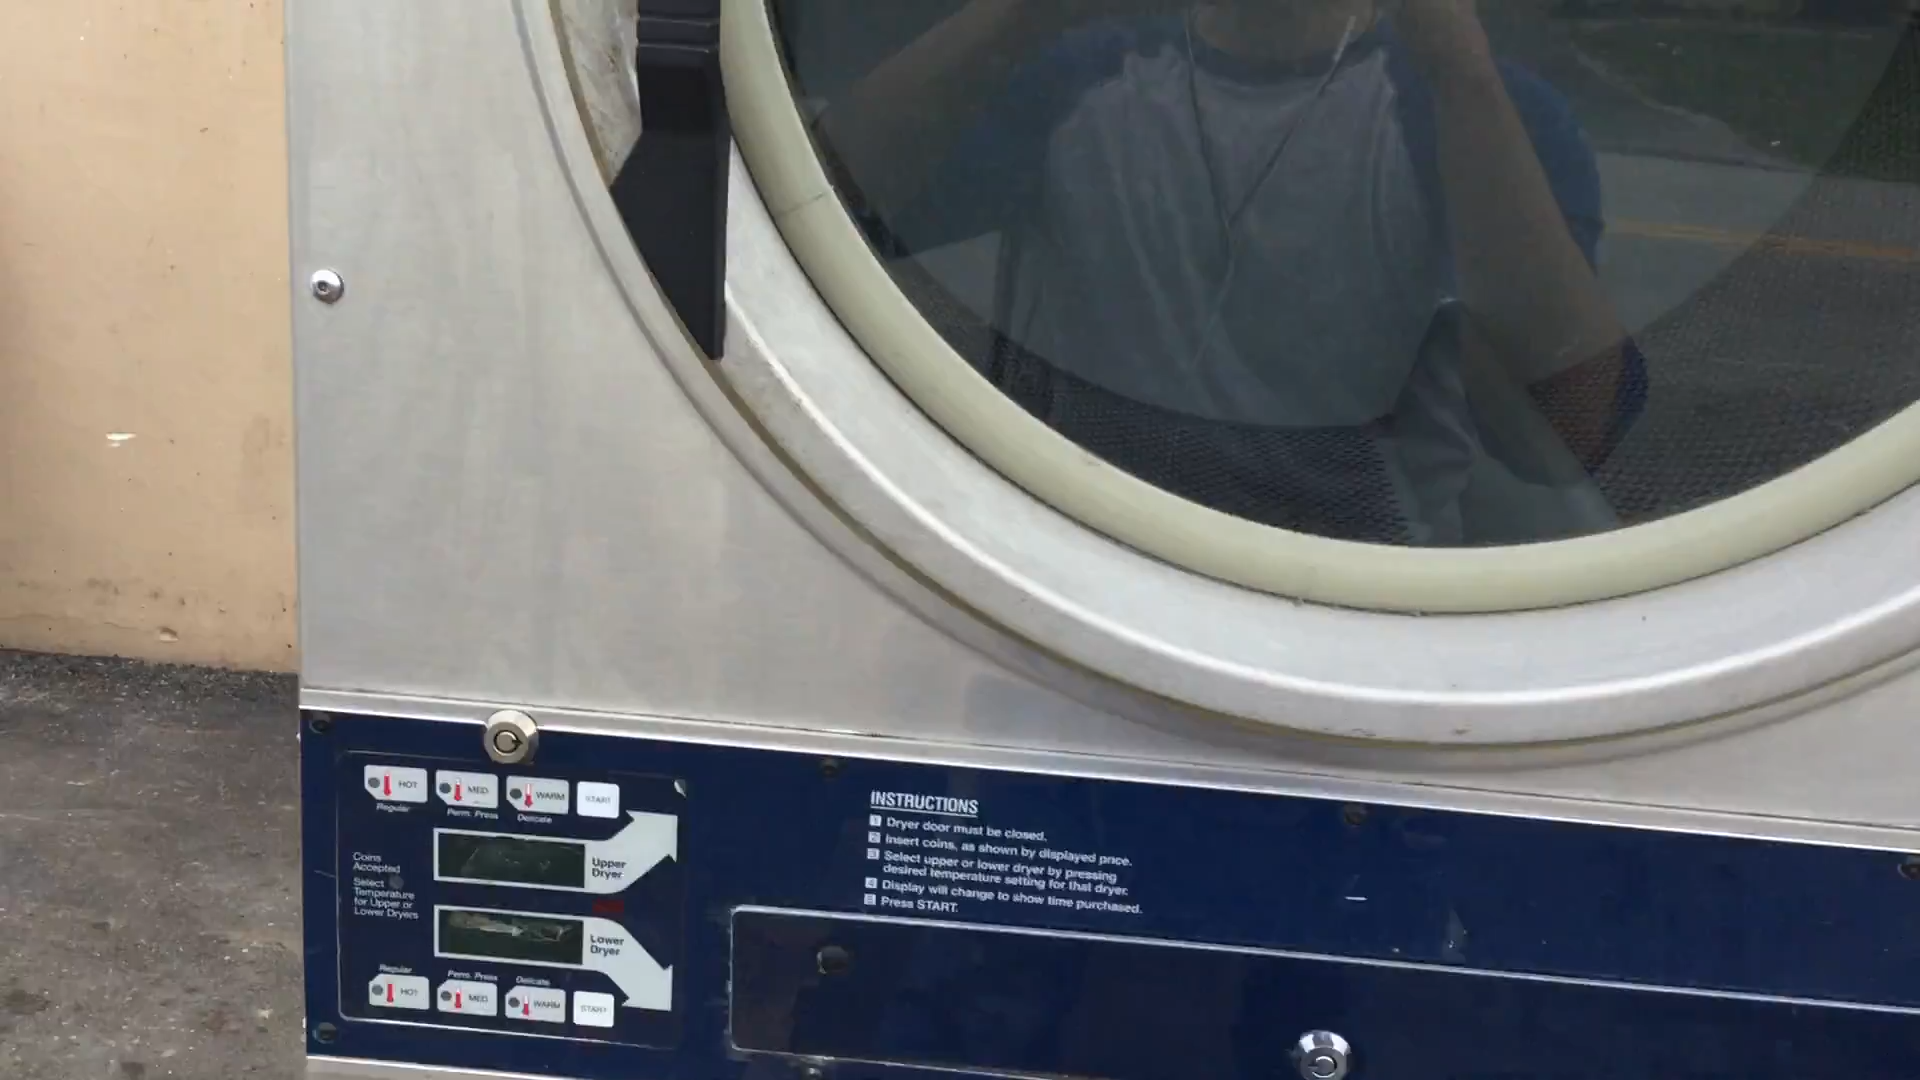 HOT MED WARM START
Regular Perm. Press Delicate
Upper
Dryer
Coins
Accepted
Select
Temperature
for Upper or
Lower Dryers
Lower
Dryer
Regular Perm. Press Delicate
HOT MED WARM START
INSTRUCTIONS
1 Dryer door must be closed.
2 Insert coins, as shown by displayed price.
3 Select upper or lower dryer by pressing
desired temperature setting for that dryer.
4 Display will change to show time purchased.
5 Press START.